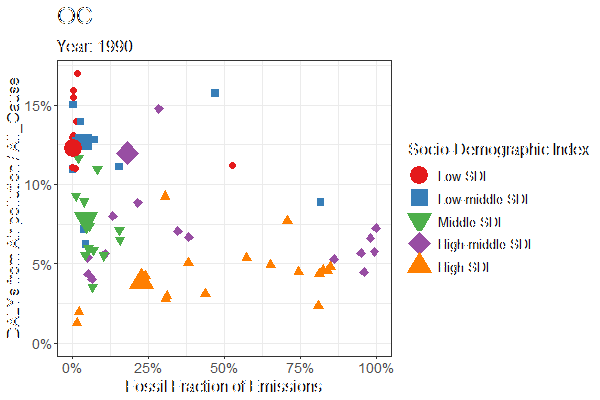 OC
Year: 1990
DALYs from Air pollution / All_Cause
15%
10%
5%
0%
0%
25%
50%
75%
100%
Fossil Fraction of Emissions
Socio-Demographic Index
Low SDI
Low-middle SDI
Middle SDI
High-middle SDI
High SDI